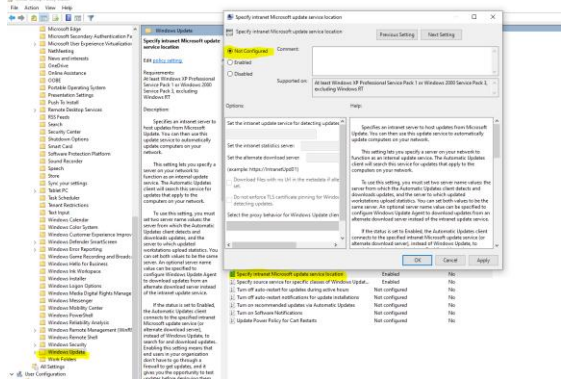 File Action View Help
Microsoft Edge
Microsoft Secondary Authentication Fa
Microsoft User Experience Virtualization
NetMeeting
News and interests
OneDrive
Online Assistance
OOBE
Portable Operating System
Presentation Settings
Push To Install
Remote Desktop Services
RSS Feeds
Search
Security Center
Shutdown Options
Smart Card
Software Protection Platform
Sound Recorder
Speech
Store
Sync your settings
Tablet PC
Task Scheduler
Tenant Restrictions
Text Input
Windows Calendar
Windows Color System
Windows Customer Experience Improv
Windows Defender SmartScreen
Windows Error Reporting
Windows Game Recording and Broadc
Windows Hello for Business
Windows Ink Workspace
Windows Installer
Windows Logon Options
Windows Media Digital Rights Manage
Windows Messenger
Windows Mobility Center
Windows PowerShell
Windows Reliability Analysis
Windows Remote Management (WinR
Windows Remote Shell
Windows Security
Windows Update
Work Folders
All Settings
User Configuration
Windows Update
Specify intranet Microsoft update
service location
Edit policy setting
Requirements:
At least Windows XP Professional
Service Pack 1 or Windows 2000
Service Pack 3, excluding
Windows RT
Description:
Specifies an intranet server to
host updates from Microsoft
Update. You can then use this
update service to automatically
update computers on your
network.
This setting lets you specify a
server on your network to
function as an internal update
service. The Automatic Updates
client will search this service for
updates that apply to the
computers on your network.
To use this setting, you must
set two server name values: the
server from which the Automatic
Updates client detects and
downloads updates, and the
server to which updated
workstations upload statistics. You
can set both values to be the same
server. An optional server name
value can be specified to
configure Windows Update Agent
to download updates from an
alternate download server instead
of the intranet update service.
If the status is set to Enabled,
the Automatic Updates client
connects to the specified intranet
Microsoft update service (or
alternate download server),
instead of Windows Update, to
search for and download updates.
Enabling this setting means that
end users in your organization
don't have to go through a
firewall to get updates, and it
gives you the opportunity to test
updates before deploying them.
Specify intranet Microsoft update service location
Specify intranet Microsoft update service location
Previous Setting
Next Setting
Not Configured
Enabled
Disabled
Comment:
Supported on:
At least Windows XP Professional Service Pack 1 or Windows 2000 Service Pack 3,
excluding Windows RT
Options:
Help:
Set the intranet update service for detecting updates:
Set the intranet statistics server:
Set the alternate download server:
(example: https://IntranetUpd01)
Download files with no Url in the metadata if alte
set.
Do not enforce TLS certificate pinning for Window
detecting updates.
Select the proxy behavior for Windows Update clien
Specifies an intranet server to host updates from Microsoft
Update. You can then use this update service to automatically
update computers on your network.
This setting lets you specify a server on your network to
function as an internal update service. The Automatic Updates
client will search this service for updates that apply to the
computers on your network.
To use this setting, you must set two server name values: the
server from which the Automatic Updates client detects and
downloads updates, and the server to which updated
workstations upload statistics. You can set both values to be the
same server. An optional server name value can be specified to
configure Windows Update Agent to download updates from an
alternate download server instead of the intranet update service.
If the status is set to Enabled, the Automatic Updates client
connects to the specified intranet Microsoft update service (or
alternate download server), instead of Windows Update, to
OK
Cancel
Apply
Specify intranet Microsoft update service location Enabled No
Specify source service for specific classes of Windows Updat... Enabled No
Turn off auto-restart for updates during active hours Not configured No
Turn off auto-restart notifications for update installations Not configured No
Turn on recommended updates via Automatic Updates Not configured No
Turn on Software Notifications Not configured No
Update Power Policy for Cart Restarts Not configured No